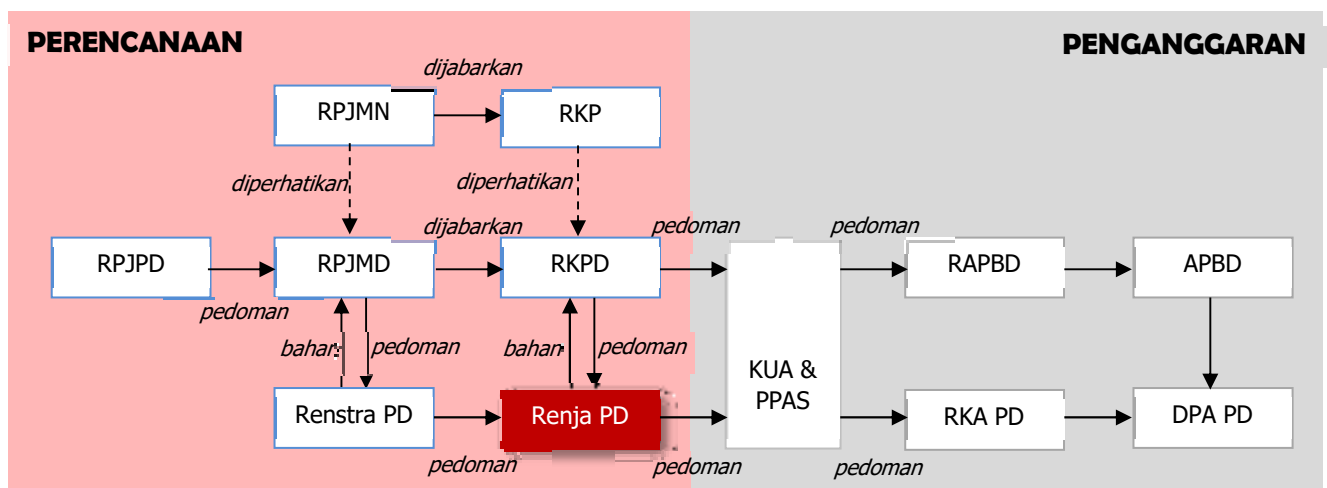 PERENCANAAN
PENGANGGARAN
dijabarkan
RPJMN
RKP
diperhatikan
diperhatikan
dijabarkan
pedoman
pedoman
RPJPD
RPJMD
RKPD
RAPBD
APBD
pedoman
bahan
pedoman
bahan
pedoman
KUA &
PPAS
Renstra PD
Renja PD
RKA PD
DPA PD
pedoman
pedoman
pedoman